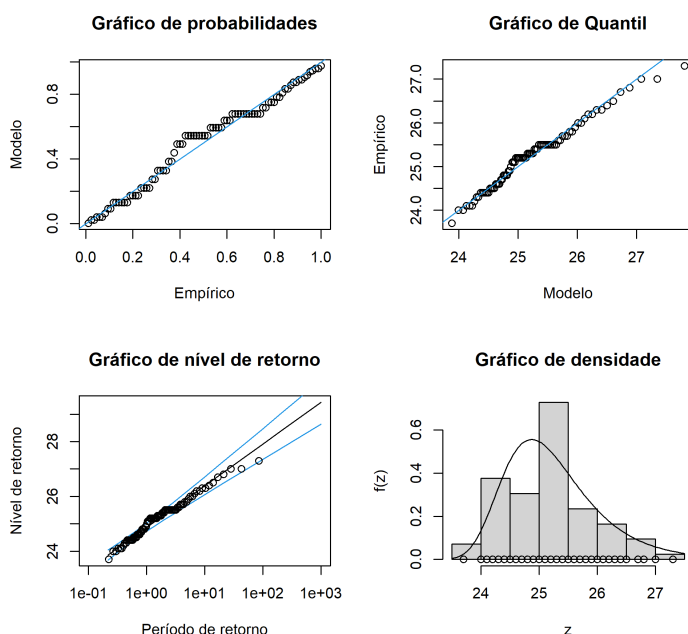 Gráfico de probabilidades
Modelo
0.0 0.4 0.8
0.0 0.2 0.4 0.6 0.8 1.0
Empírico
Gráfico de Quantil
Empírico
24.0 25.0 26.0 27.0
24 25 26 27
Modelo
Gráfico de nível de retorno
Nível de retorno
24 26 28
1e-01 1e+00 1e+01 1e+02 1e+03
Período de retorno
Gráfico de densidade
f(z)
0.0 0.2 0.4 0.6
24 25 26 27
z